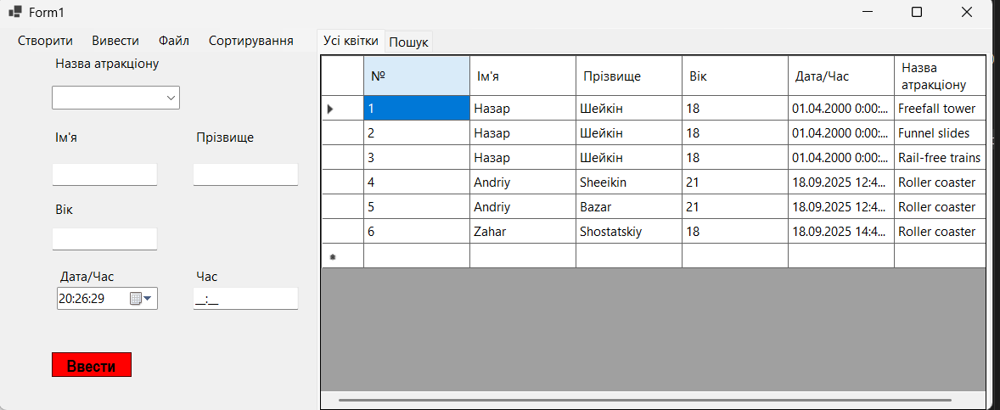 Form1
Створити Вивести Файл Сортирування
Усі квітки Пошук
Назва атракціону
Ім'я Прізвище
Вік
Дата/Час Час
20:26:29 __:__
Ввести
№ Ім'я Прізвище Вік Дата/Час Назва атракціону
1 Назар Шейкін 18 01.04.2000 0:00:... Freefall tower
2 Назар Шейкін 18 01.04.2000 0:00:... Funnel slides
3 Назар Шейкін 18 01.04.2000 0:00:... Rail-free trains
4 Andriy Sheeikin 21 18.09.2025 12:4... Roller coaster
5 Andriy Bazar 21 18.09.2025 12:4... Roller coaster
6 Zahar Shostatskiy 18 18.09.2025 14:4... Roller coaster